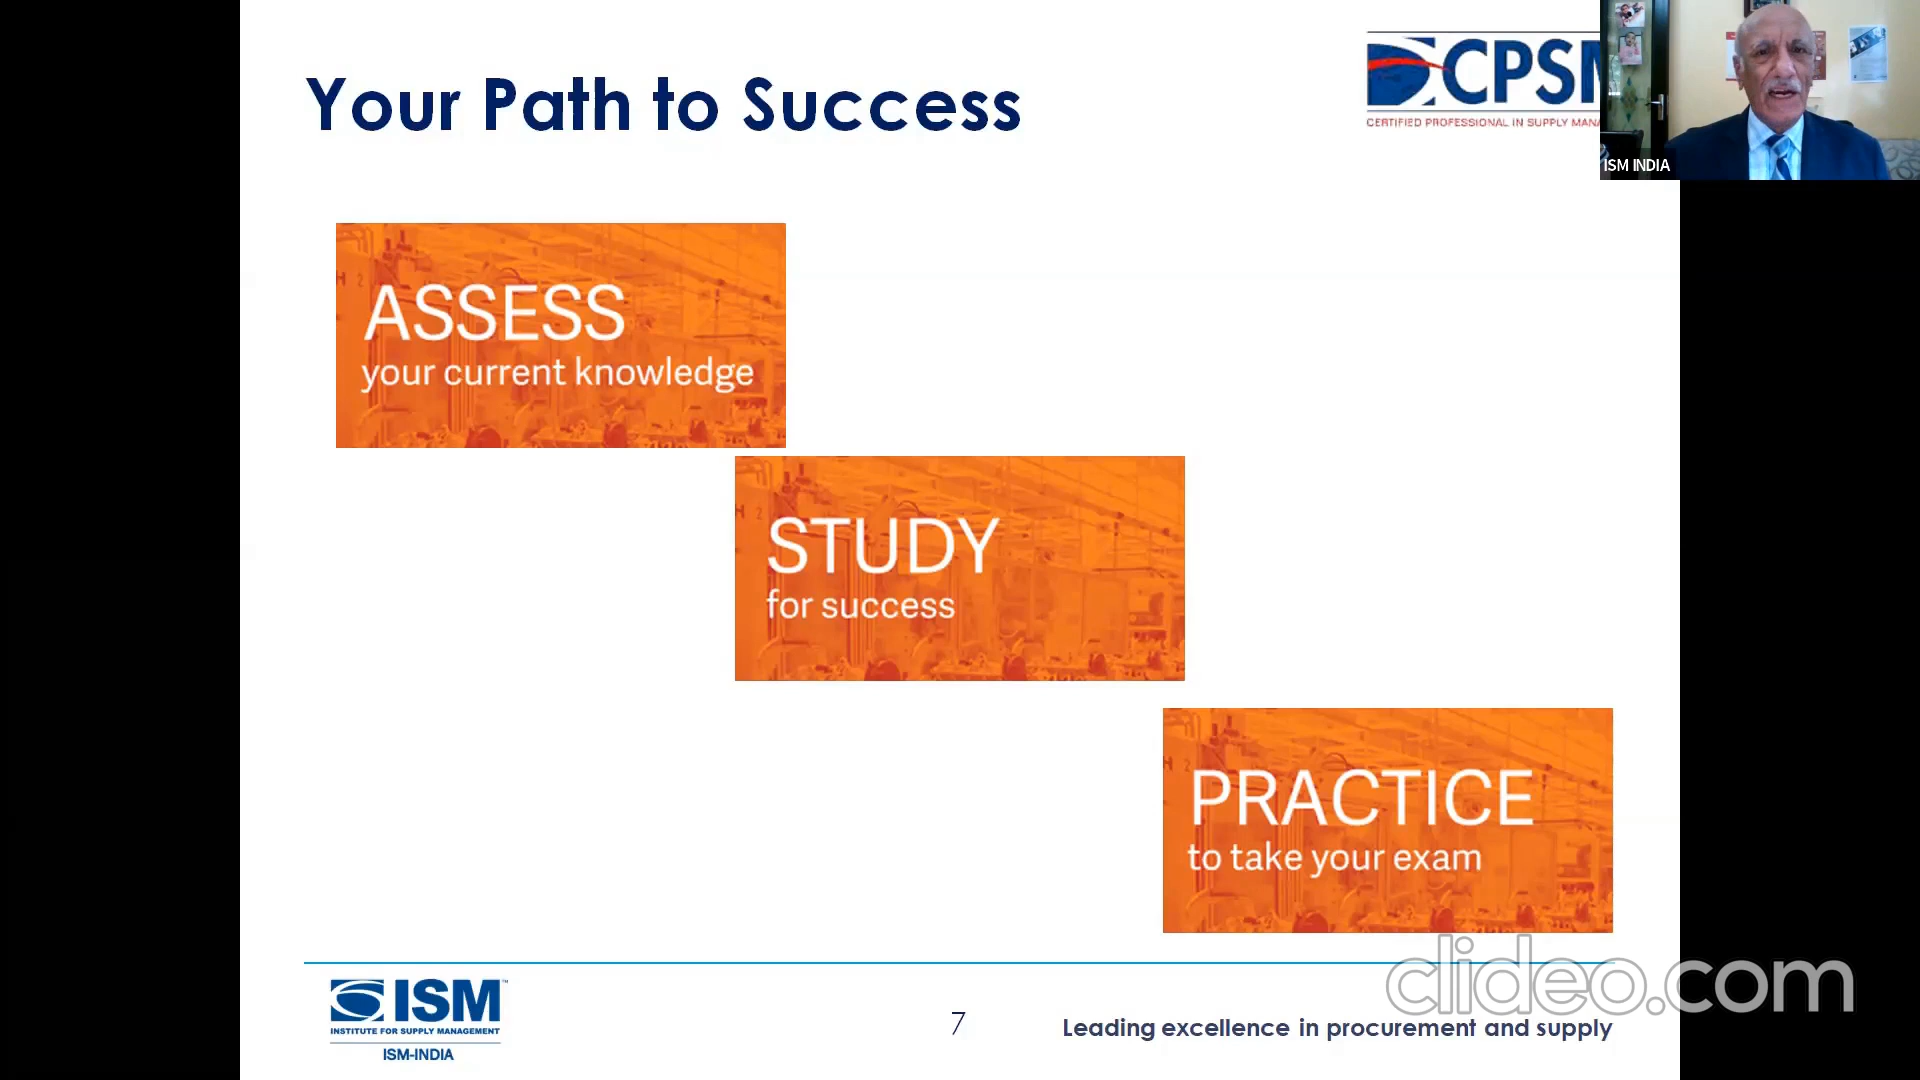 Your Path to Success
CPSM
CERTIFIED PROFESSIONAL IN SUPPLY MANA
ISM INDIA
ASSESS
your current knowledge
STUDY
for success
PRACTICE
to take your exam
clideo.com
ISM™
INSTITUTE FOR SUPPLY MANAGEMENT
ISM-INDIA
7
Leading excellence in procurement and supply